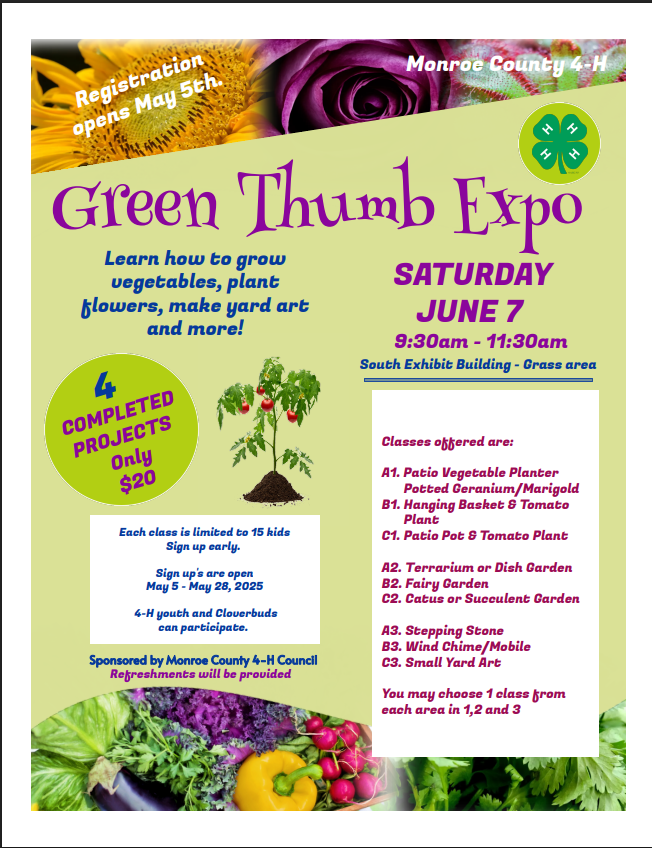 Registration
opens May 5th.
Monroe County 4-H
H H
H H
Green Thumb Expo
Learn how to grow
vegetables, plant
flowers, make yard art
and more!
SATURDAY
JUNE 7
9:30am - 11:30am
South Exhibit Building - Grass area
4
COMPLETED
PROJECTS
Only
$20
Each class is limited to 15 kids
Sign up early.
Sign up's are open
May 5 - May 28, 2025
4-H youth and Cloverbuds
can participate.
Sponsored by Monroe County 4-H Council
Refreshments will be provided
Classes offered are:
A1. Patio Vegetable Planter
Potted Geranium/Marigold
B1. Hanging Basket & Tomato
Plant
C1. Patio Pot & Tomato Plant
A2. Terrarium or Dish Garden
B2. Fairy Garden
C2. Catus or Succulent Garden
A3. Stepping Stone
B3. Wind Chime/Mobile
C3. Small Yard Art
You may choose 1 class from
each area in 1,2 and 3